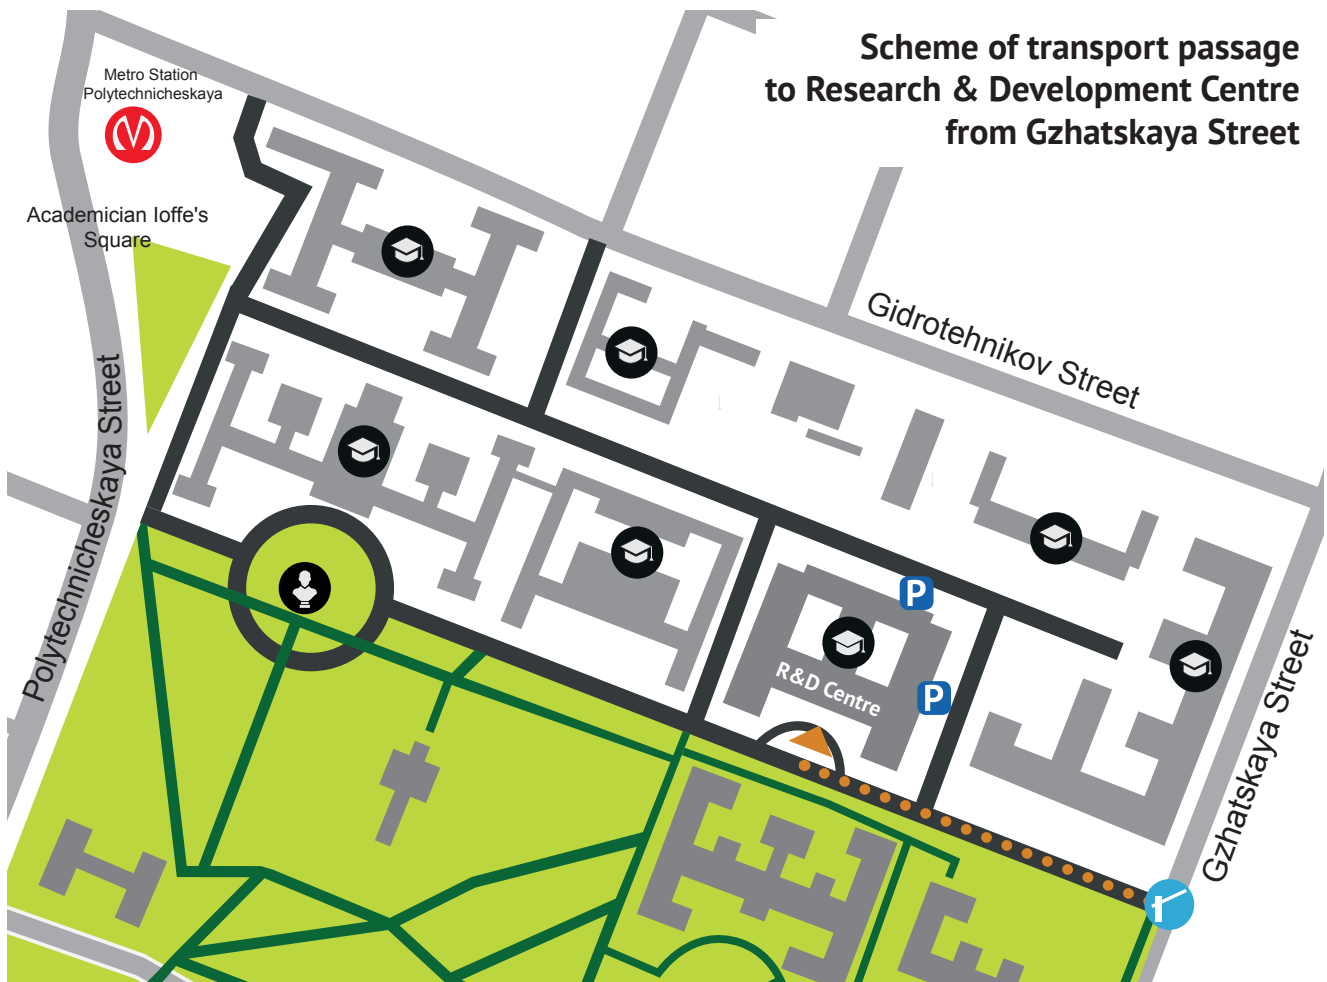 Scheme of transport passage
to Research & Development Centre
from Gzhatskaya Street
Metro Station
Polytechnicheskaya
Academician Ioffe's
Square
Gidrotehnikov Street
Polytechnicheskaya Street
P
P
R&D Centre
Gzhatskaya Street